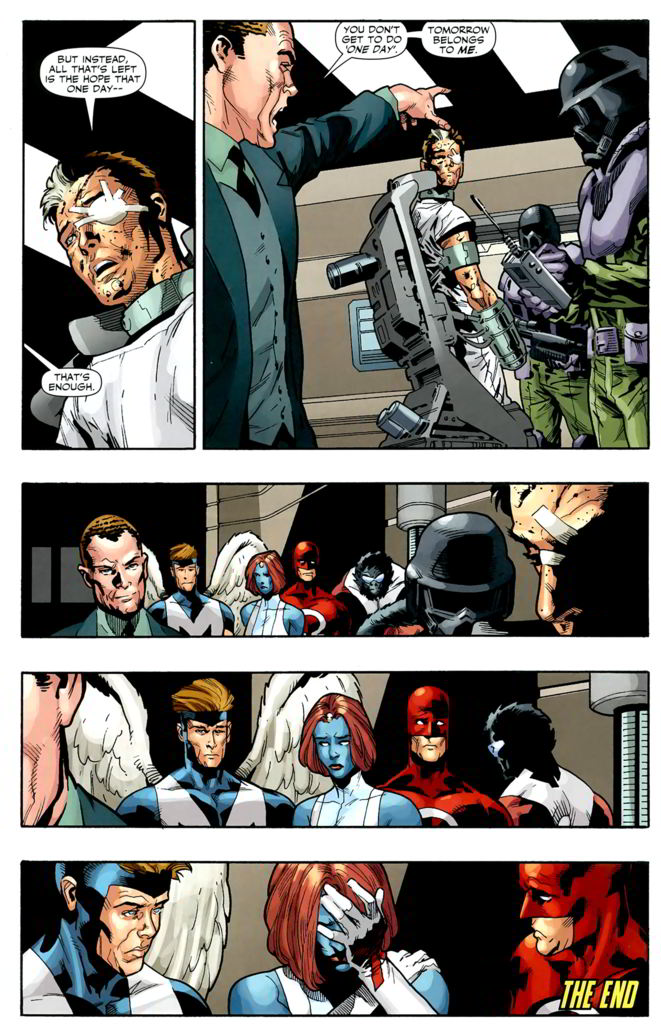 BUT INSTEAD,
ALL THAT'S LEFT
IS THE HOPE THAT
ONE DAY--
THAT'S
ENOUGH.
YOU DON'T
GET TO DO
'ONE DAY'.
TOMORROW
BELONGS
TO ME.
THE END